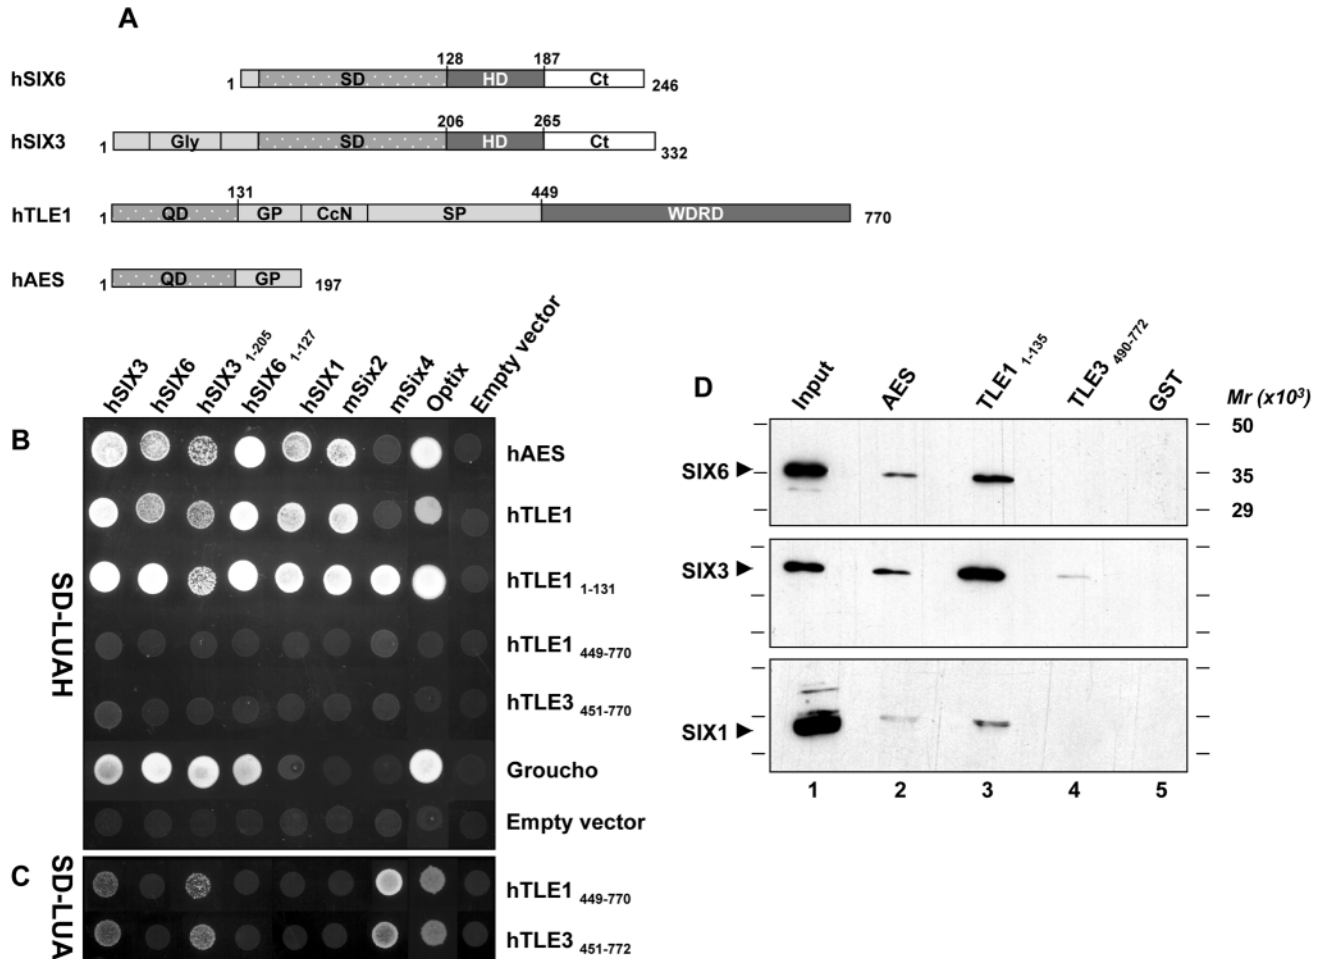 A
128 187
hSIX6 1 SD HD Ct 246
206 265
hSIX3 1 Gly SD HD Ct 332
131 449
hTLE1 1 QD GP CcN SP WDRD 770
hAES 1 QD GP 197
hSIX3 hSIX6 hSIX3 1-205 hSIX6 1-127 hSIX1 mSix2 mSix4 Optix Empty vector
B
SD-LUAH
hAES
hTLE1
hTLE1 1-131
hTLE1 449-770
hTLE3 451-770
Groucho
Empty vector
C
SD-LUA
hTLE1 449-770
hTLE3 451-772
D
Input AES TLE1 1-135 TLE3 490-772 GST Mr (x10³)
50
SIX6 35
29
SIX3
SIX1
1 2 3 4 5